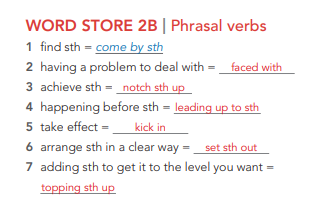 WORD STORE 2B | Phrasal verbs
1 find sth = come by sth
2 having a problem to deal with = faced with
3 achieve sth = notch sth up
4 happening before sth = leading up to sth
5 take effect = kick in
6 arrange sth in a clear way = set sth out
7 adding sth to get it to the level you want =
topping sth up